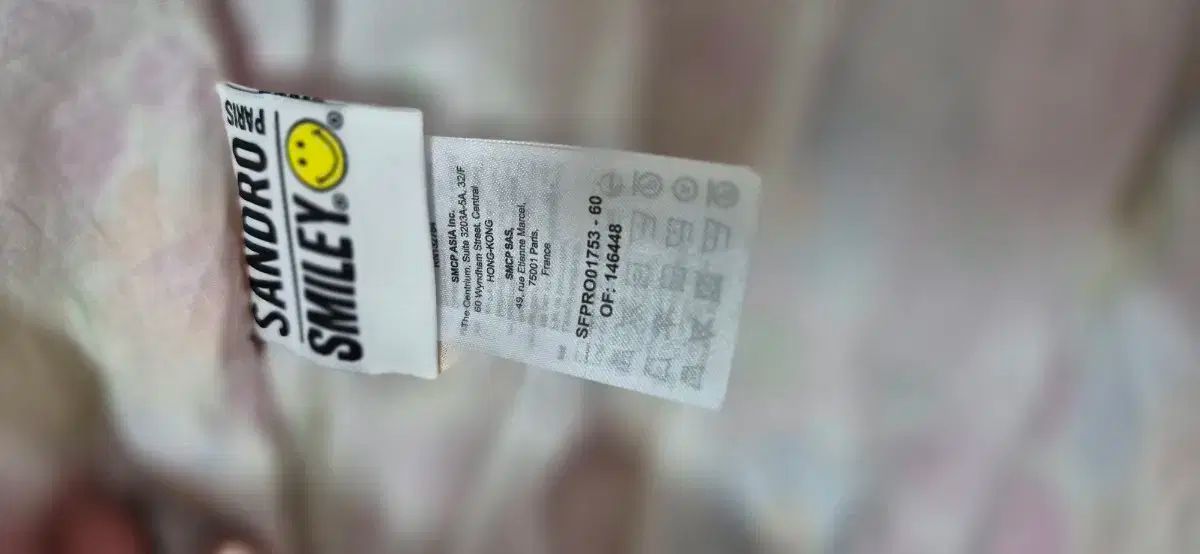 SANDRO
PARIS
SMILEY®
®
SMCP ASIA Inc.
The Centrium, Suite 3203A-5A, 32/F
60 Wyndham Street, Central
HONG-KONG
SMCP SAS,
49, rue Etienne Marcel,
75001 Paris,
France
SFPRO01753 - 60
OF: 146448